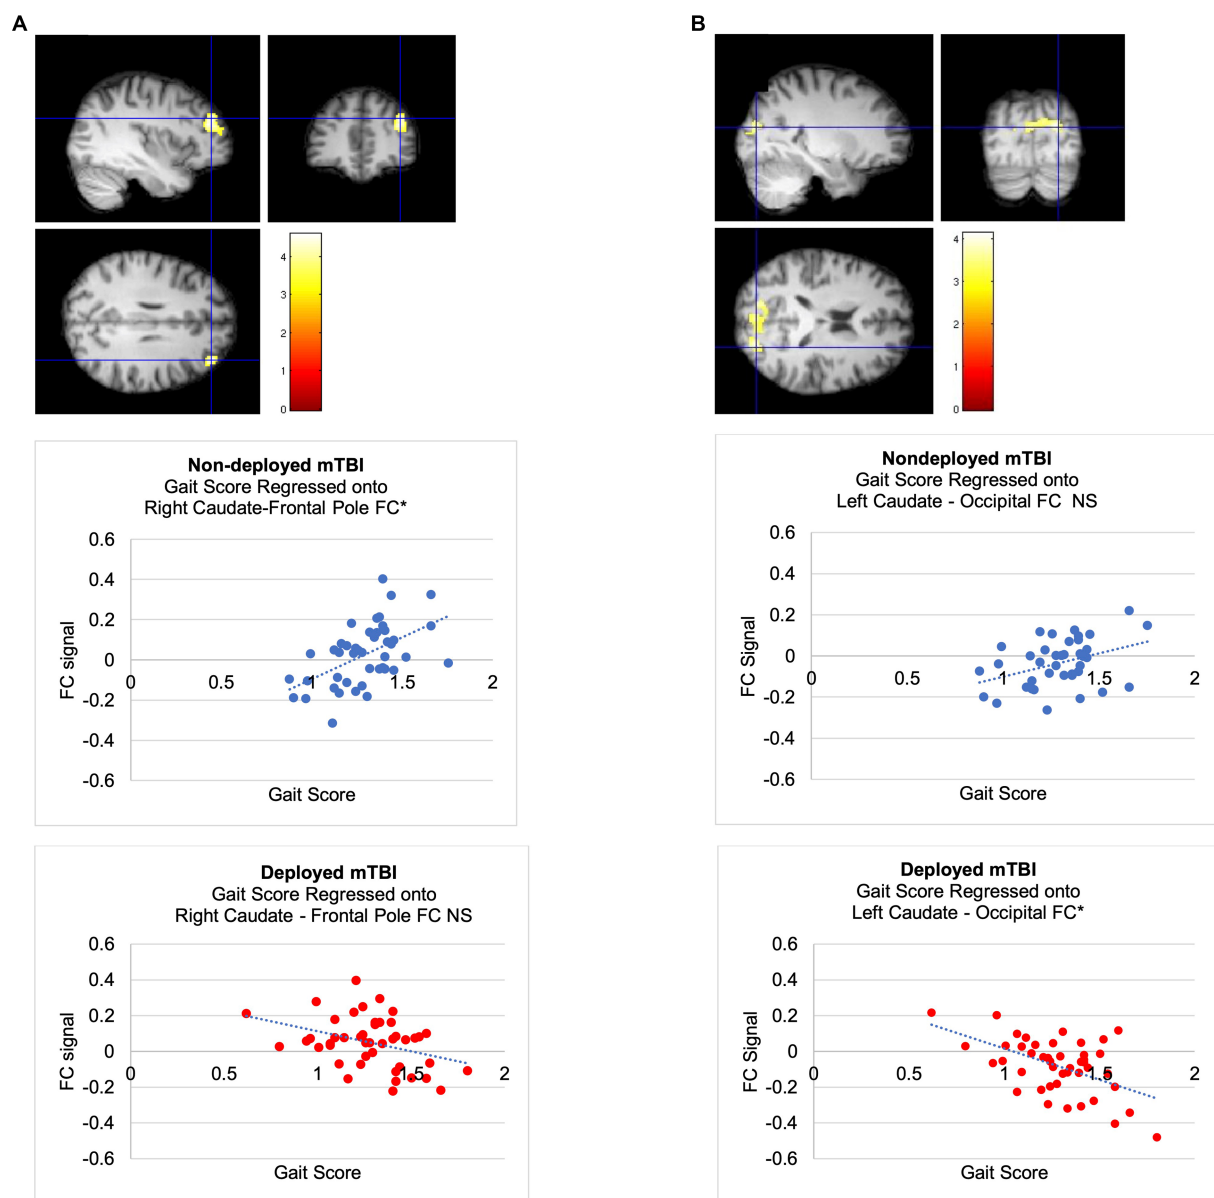 A
4
3
2
1
0
Non-deployed mTBI
Gait Score Regressed onto
Right Caudate-Frontal Pole FC*
0.6
0.4
0.2
0
-0.2
-0.4
-0.6
FC signal
0 0.5 1 1.5 2
Gait Score
Deployed mTBI
Gait Score Regressed onto
Right Caudate - Frontal Pole FC NS
0.6
0.4
0.2
0
-0.2
-0.4
-0.6
FC signal
0 0.5 1 1.5 2
Gait Score
B
4
3
2
1
0
Nondeployed mTBI
Gait Score Regressed onto
Left Caudate - Occipital FC NS
0.6
0.4
0.2
0
-0.2
-0.4
-0.6
FC Signal
0 0.5 1 1.5 2
Gait Score
Deployed mTBI
Gait Score Regressed onto
Left Caudate - Occipital FC*
0.6
0.4
0.2
0
-0.2
-0.4
-0.6
FC Signal
0 0.5 1 1.5 2
Gait Score